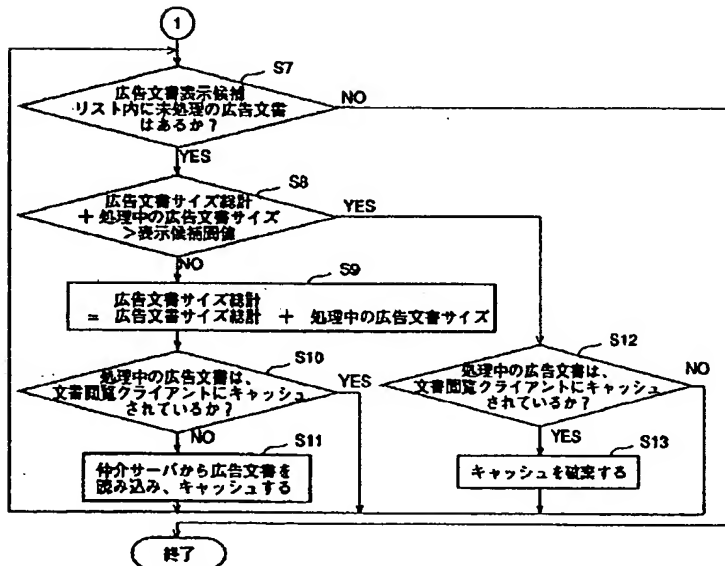 1
S7
広告文書表示候補
リスト内に未処理の広告文書
はあるか?
NO
YES
S8
広告文書サイズ総計
+ 処理中の広告文書サイズ
>表示候補閾値
YES
NO
S9
広告文書サイズ総計
= 広告文書サイズ総計 + 処理中の広告文書サイズ
S10
処理中の広告文書は、
文書閲覧クライアントにキャッシュ
されているか?
YES
NO
S11
仲介サーバから広告文書を
読み込み、キャッシュする
S12
処理中の広告文書は、
文書閲覧クライアントにキャッシュ
されているか?
NO
YES
S13
キャッシュを破棄する
終了